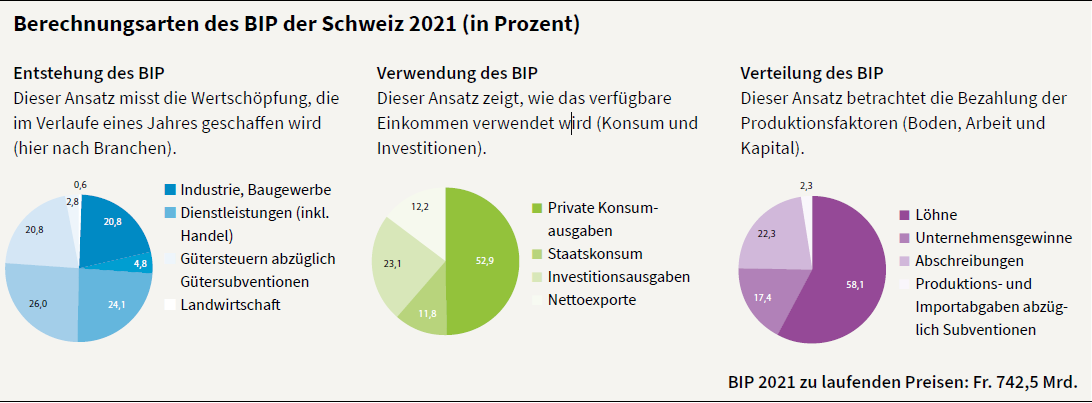 Berechnungsarten des BIP der Schweiz 2021 (in Prozent)
Entstehung des BIP
Dieser Ansatz misst die Wertschöpfung, die
im Verlaufe eines Jahres geschaffen wird
(hier nach Branchen).
0,6
2,8
20,8
20,8
4,8
26,0
24,1
Industrie, Baugewerbe
Dienstleistungen (inkl.
Handel)
Gütersteuern abzüglich
Gütersubventionen
Landwirtschaft
Verwendung des BIP
Dieser Ansatz zeigt, wie das verfügbare
Einkommen verwendet wird (Konsum und
Investitionen).
12,2
23,1
52,9
11,8
Private Konsum-
ausgaben
Staatskonsum
Investitionsausgaben
Nettoexporte
Verteilung des BIP
Dieser Ansatz betrachtet die Bezahlung der
Produktionsfaktoren (Boden, Arbeit und
Kapital).
2,3
22,3
17,4
58,1
Löhne
Unternehmensgewinne
Abschreibungen
Produktions- und
Importabgaben abzüg-
lich Subventionen
BIP 2021 zu laufenden Preisen: Fr. 742,5 Mrd.